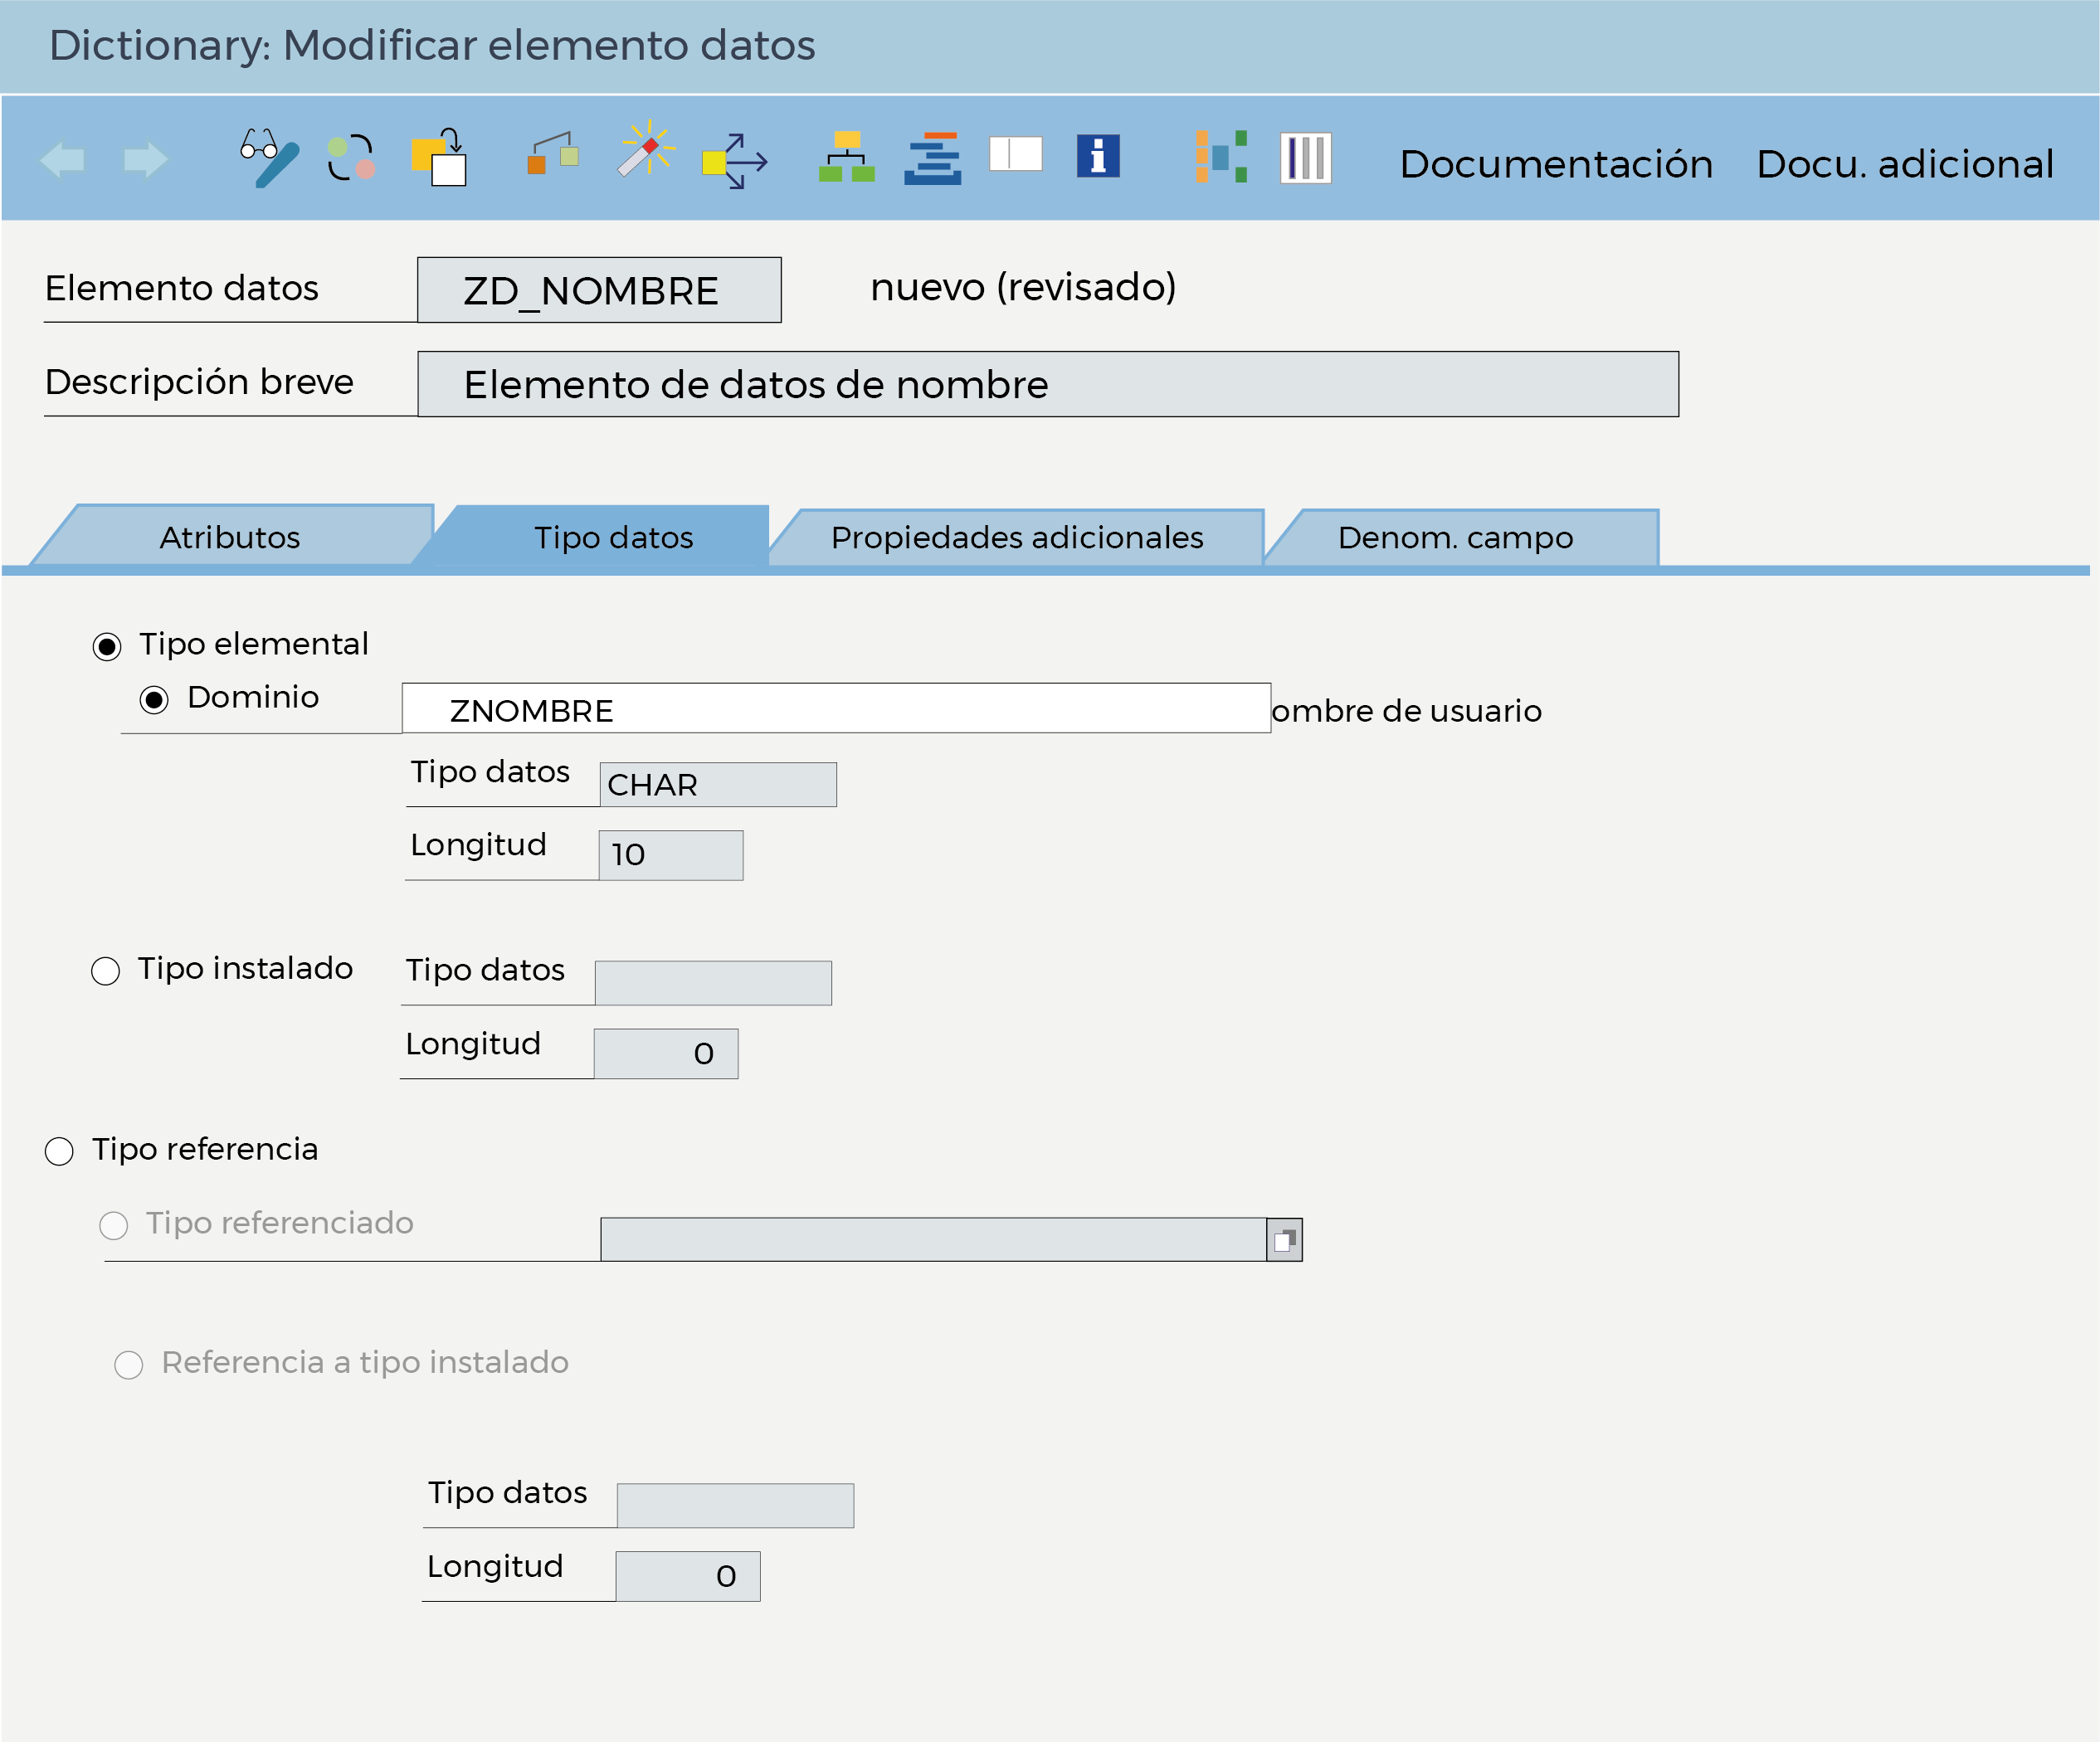 Dictionary: Modificar elemento datos
Documentación Docu. adicional
Elemento datos ZD_NOMBRE nuevo (revisado)
Descripción breve Elemento de datos de nombre
Atributos Tipo datos Propiedades adicionales Denom. campo
Tipo elemental
Dominio ZNOMBRE ombre de usuario
Tipo datos CHAR
Longitud 10
Tipo instalado Tipo datos
Longitud 0
Tipo referencia
Tipo referenciado
Referencia a tipo instalado
Tipo datos
Longitud 0